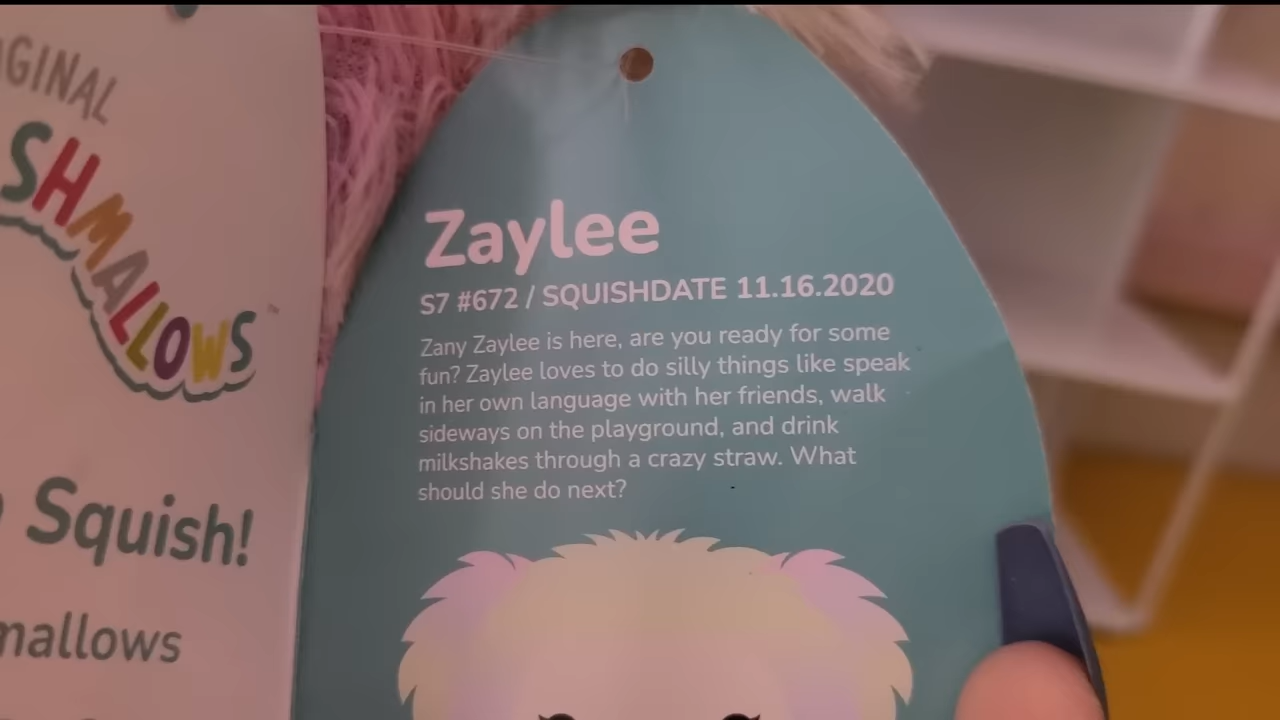 GINAL
SHMALLOWS
Squish!
mallows
Zaylee
S7 #672 / SQUISHDATE 11.16.2020
Zany Zaylee is here, are you ready for some
fun? Zaylee loves to do silly things like speak
in her own language with her friends, walk
sideways on the playground, and drink
milkshakes through a crazy straw. What
should she do next?